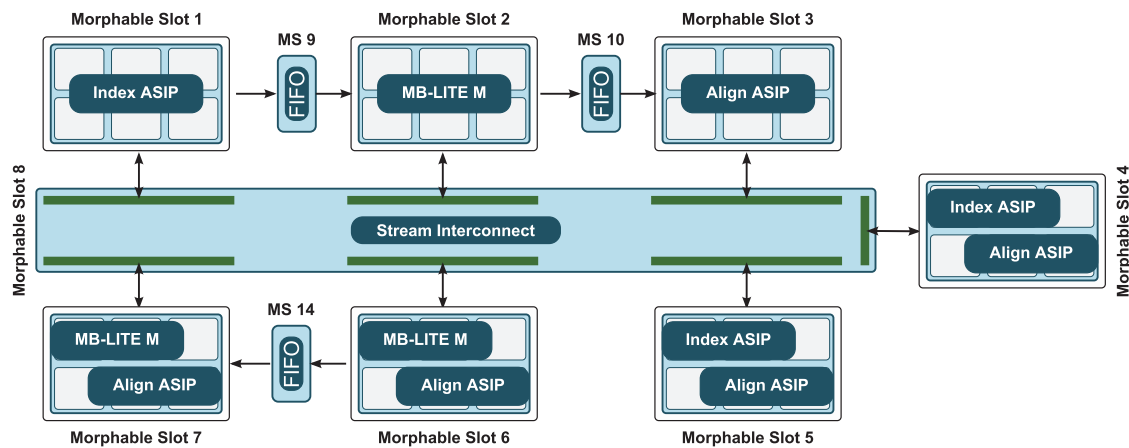 Morphable Slot 1
Morphable Slot 2
Morphable Slot 3
MS 9
MS 10
Index ASIP
FIFO
MB-LITE M
FIFO
Align ASIP
Morphable Slot 8
Stream Interconnect
Index ASIP
Align ASIP
Morphable Slot 4
MS 14
MB-LITE M
Align ASIP
FIFO
MB-LITE M
Align ASIP
Index ASIP
Align ASIP
Morphable Slot 7
Morphable Slot 6
Morphable Slot 5